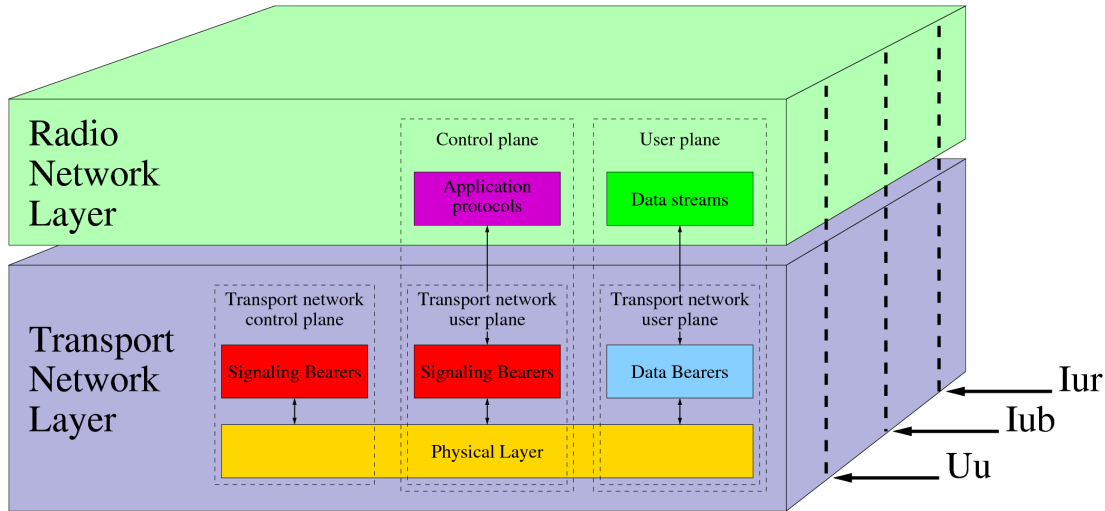 Radio
Network
Layer
Control plane
User plane
Application
protocols
Data streams
Transport
Network
Layer
Transport network
control plane
Transport network
user plane
Transport network
user plane
Signaling Bearers
Signaling Bearers
Data Bearers
Physical Layer
Iur
Iub
Uu